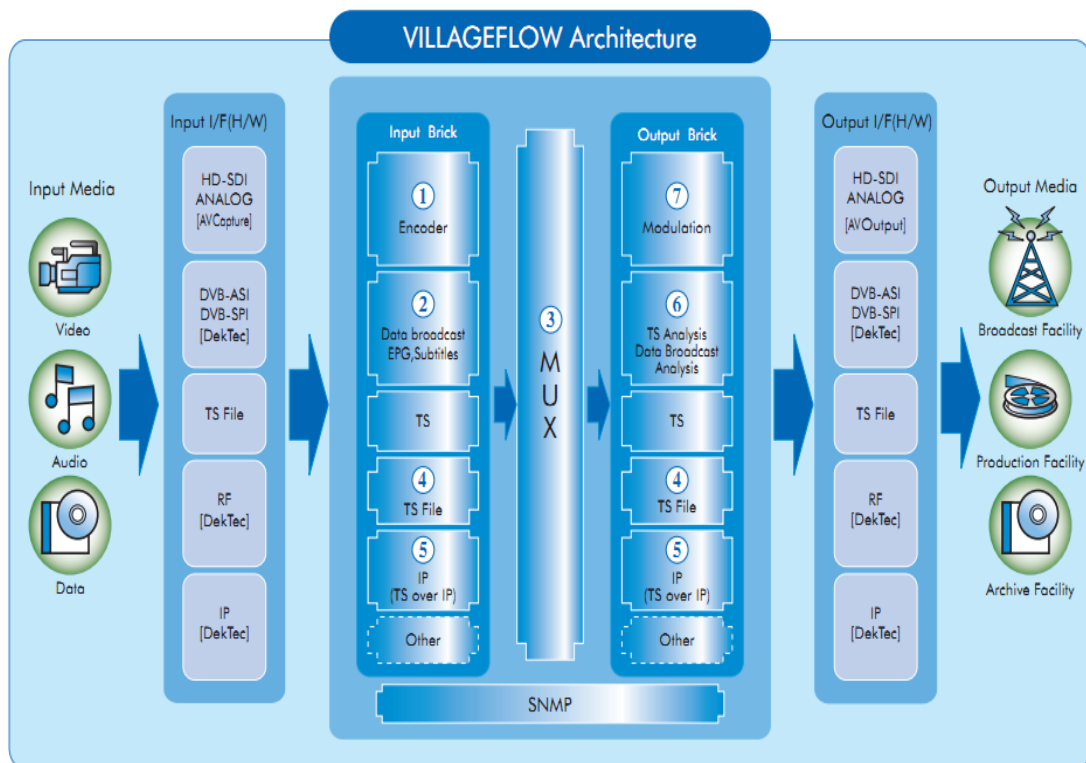 VILLAGEFLOW Architecture
Input Media
Video
Audio
Data
Input I/F(H/W)
HD-SDI
ANALOG
[AVCapture]
DVB-ASI
DVB-SPI
[DekTec]
TS File
RF
[DekTec]
IP
[DekTec]
Input Brick
1
Encoder
2
Data broadcast
EPG,Subtitles
TS
4
TS File
5
IP
(TS over IP)
Other
3
M
U
X
Output Brick
7
Modulation
6
TS Analysis
Data Broadcast
Analysis
TS
4
TS File
5
IP
(TS over IP)
Other
SNMP
Output I/F(H/W)
HD-SDI
ANALOG
[AVOutput]
DVB-ASI
DVB-SPI
[DekTec]
TS File
RF
[DekTec]
IP
[DekTec]
Output Media
Broadcast Facility
Production Facility
Archive Facility